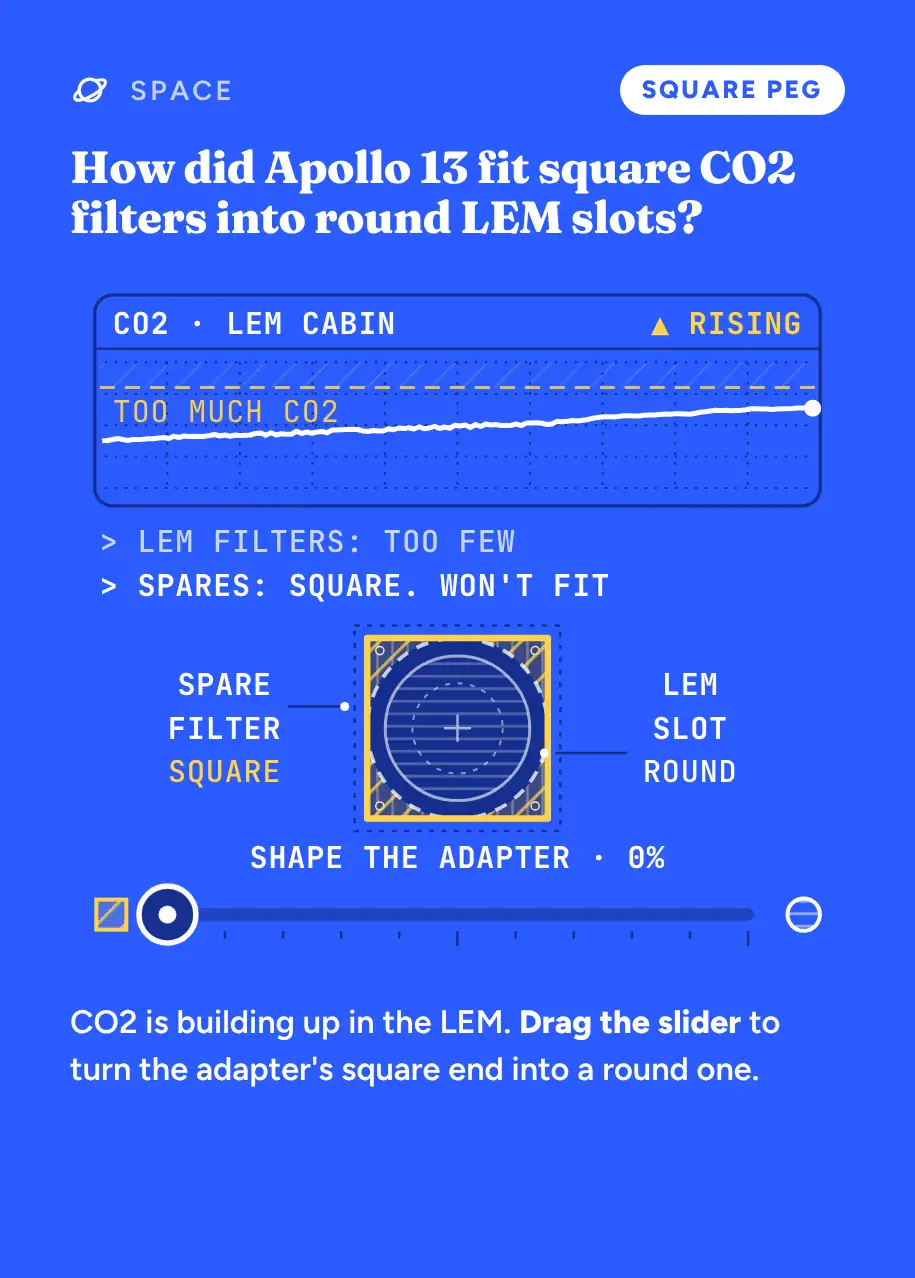 SPACE
SQUARE PEG
How did Apollo 13 fit square CO2
filters into round LEM slots?
CO2 · LEM CABIN
▲ RISING
TOO MUCH CO2
> LEM FILTERS: TOO FEW
> SPARES: SQUARE. WON'T FIT
SPARE
FILTER
SQUARE
LEM
SLOT
ROUND
SHAPE THE ADAPTER · 0%
CO2 is building up in the LEM. Drag the slider to
turn the adapter's square end into a round one.